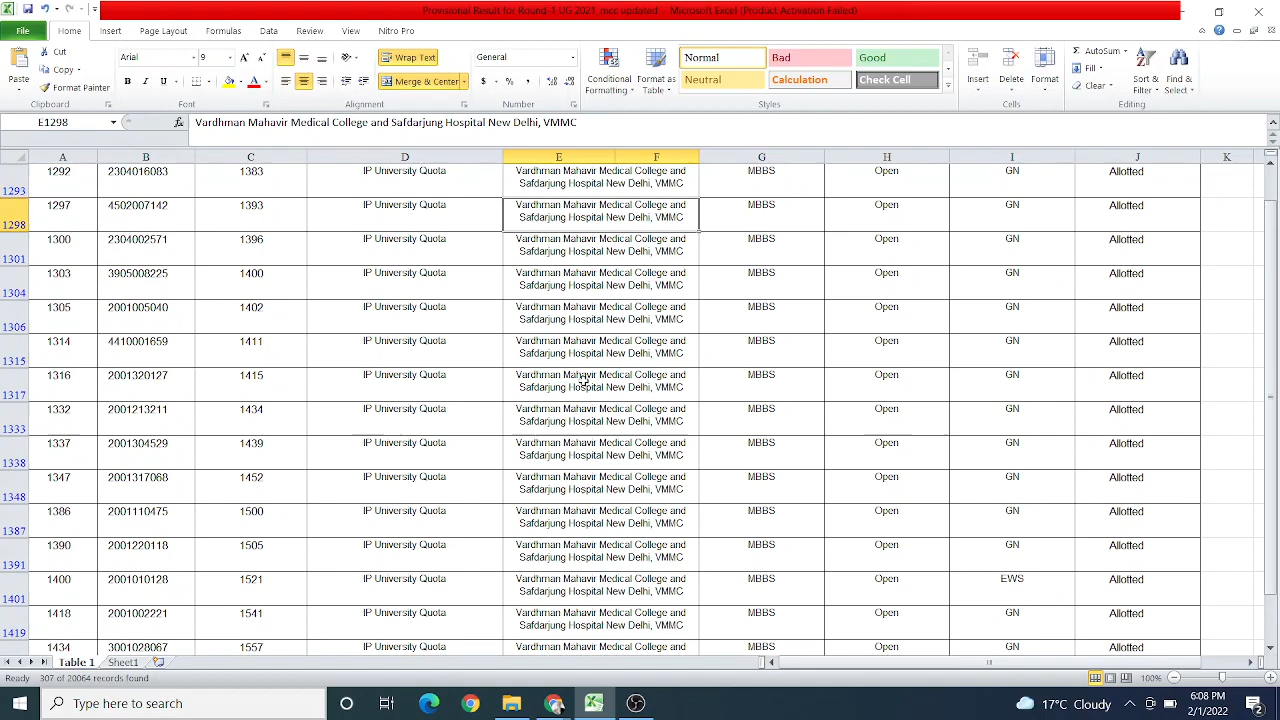 Provisional Result for Round-1 UG 2021 mcc updated - Microsoft Excel (Product Activation Failed)
File Home Insert Page Layout Formulas Data Review View Nitro Pro
Cut
Copy
Format Painter
Paste
Clipboard
Arial 9
B I U
Font
Wrap Text
Merge & Center
Alignment
General
$ % ,
Number
Conditional Formatting
Format as Table
Normal Bad Good
Neutral Calculation Check Cell
Styles
Insert Delete Format
Cells
AutoSum
Fill
Clear
Sort & Filter
Find & Select
Editing
E1298 fx Vardhman Mahavir Medical College and Safdarjung Hospital New Delhi, VMMC
A B C D E F G H I J K
1293 1292 2304016083 1383 IP University Quota Vardhman Mahavir Medical College and Safdarjung Hospital New Delhi, VMMC MBBS Open GN Allotted
1298 1297 4502007142 1393 IP University Quota Vardhman Mahavir Medical College and Safdarjung Hospital New Delhi, VMMC MBBS Open GN Allotted
1301 1300 2304002571 1396 IP University Quota Vardhman Mahavir Medical College and Safdarjung Hospital New Delhi, VMMC MBBS Open GN Allotted
1304 1303 3905008225 1400 IP University Quota Vardhman Mahavir Medical College and Safdarjung Hospital New Delhi, VMMC MBBS Open GN Allotted
1306 1305 2001005040 1402 IP University Quota Vardhman Mahavir Medical College and Safdarjung Hospital New Delhi, VMMC MBBS Open GN Allotted
1315 1314 4410001659 1411 IP University Quota Vardhman Mahavir Medical College and Safdarjung Hospital New Delhi, VMMC MBBS Open GN Allotted
1317 1316 2001320127 1415 IP University Quota Vardhman Mahavir Medical College and Safdarjung Hospital New Delhi, VMMC MBBS Open GN Allotted
1333 1332 2001213211 1434 IP University Quota Vardhman Mahavir Medical College and Safdarjung Hospital New Delhi, VMMC MBBS Open GN Allotted
1338 1337 2001304529 1439 IP University Quota Vardhman Mahavir Medical College and Safdarjung Hospital New Delhi, VMMC MBBS Open GN Allotted
1348 1347 2001317068 1452 IP University Quota Vardhman Mahavir Medical College and Safdarjung Hospital New Delhi, VMMC MBBS Open GN Allotted
1387 1386 2001110475 1500 IP University Quota Vardhman Mahavir Medical College and Safdarjung Hospital New Delhi, VMMC MBBS Open GN Allotted
1391 1390 2001220118 1505 IP University Quota Vardhman Mahavir Medical College and Safdarjung Hospital New Delhi, VMMC MBBS Open GN Allotted
1401 1400 2001010128 1521 IP University Quota Vardhman Mahavir Medical College and Safdarjung Hospital New Delhi, VMMC MBBS Open EWS Allotted
1419 1418 2001002221 1541 IP University Quota Vardhman Mahavir Medical College and Safdarjung Hospital New Delhi, VMMC MBBS Open GN Allotted
1434 3001028067 1557 IP University Quota Vardhman Mahavir Medical College and MBBS Open GN Allotted
Table 1 Sheet1
Ready 307 of 20064 records found 100%
Type here to search
17°C Cloudy
6:08 PM
2/1/2022